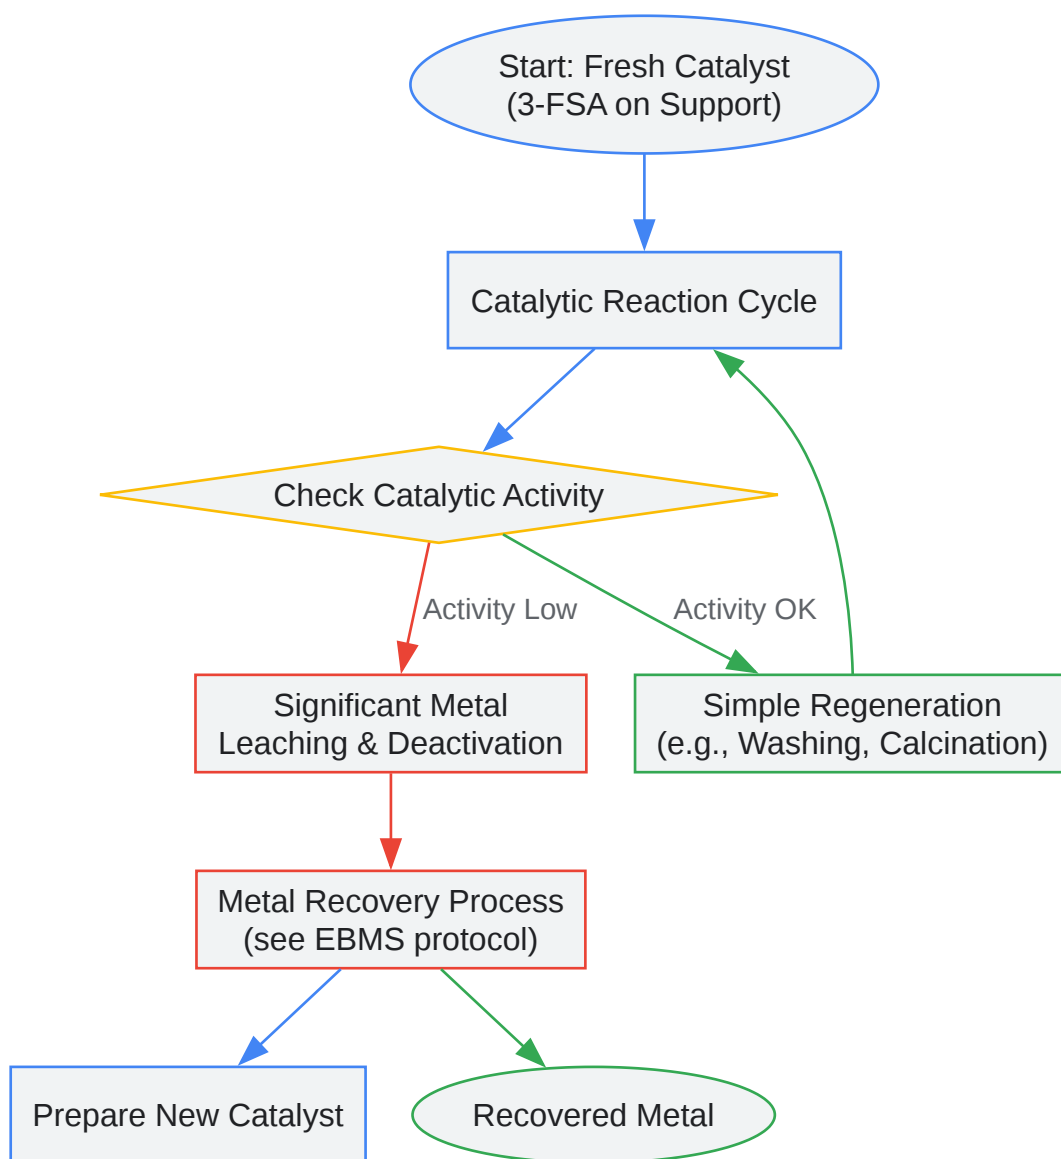 Start: Fresh Catalyst
(3-FSA on Support)
Catalytic Reaction Cycle
Check Catalytic Activity
Activity Low
Activity OK
Significant Metal
Leaching & Deactivation
Simple Regeneration
(e.g., Washing, Calcination)
Metal Recovery Process
(see EBMS protocol)
Prepare New Catalyst
Recovered Metal